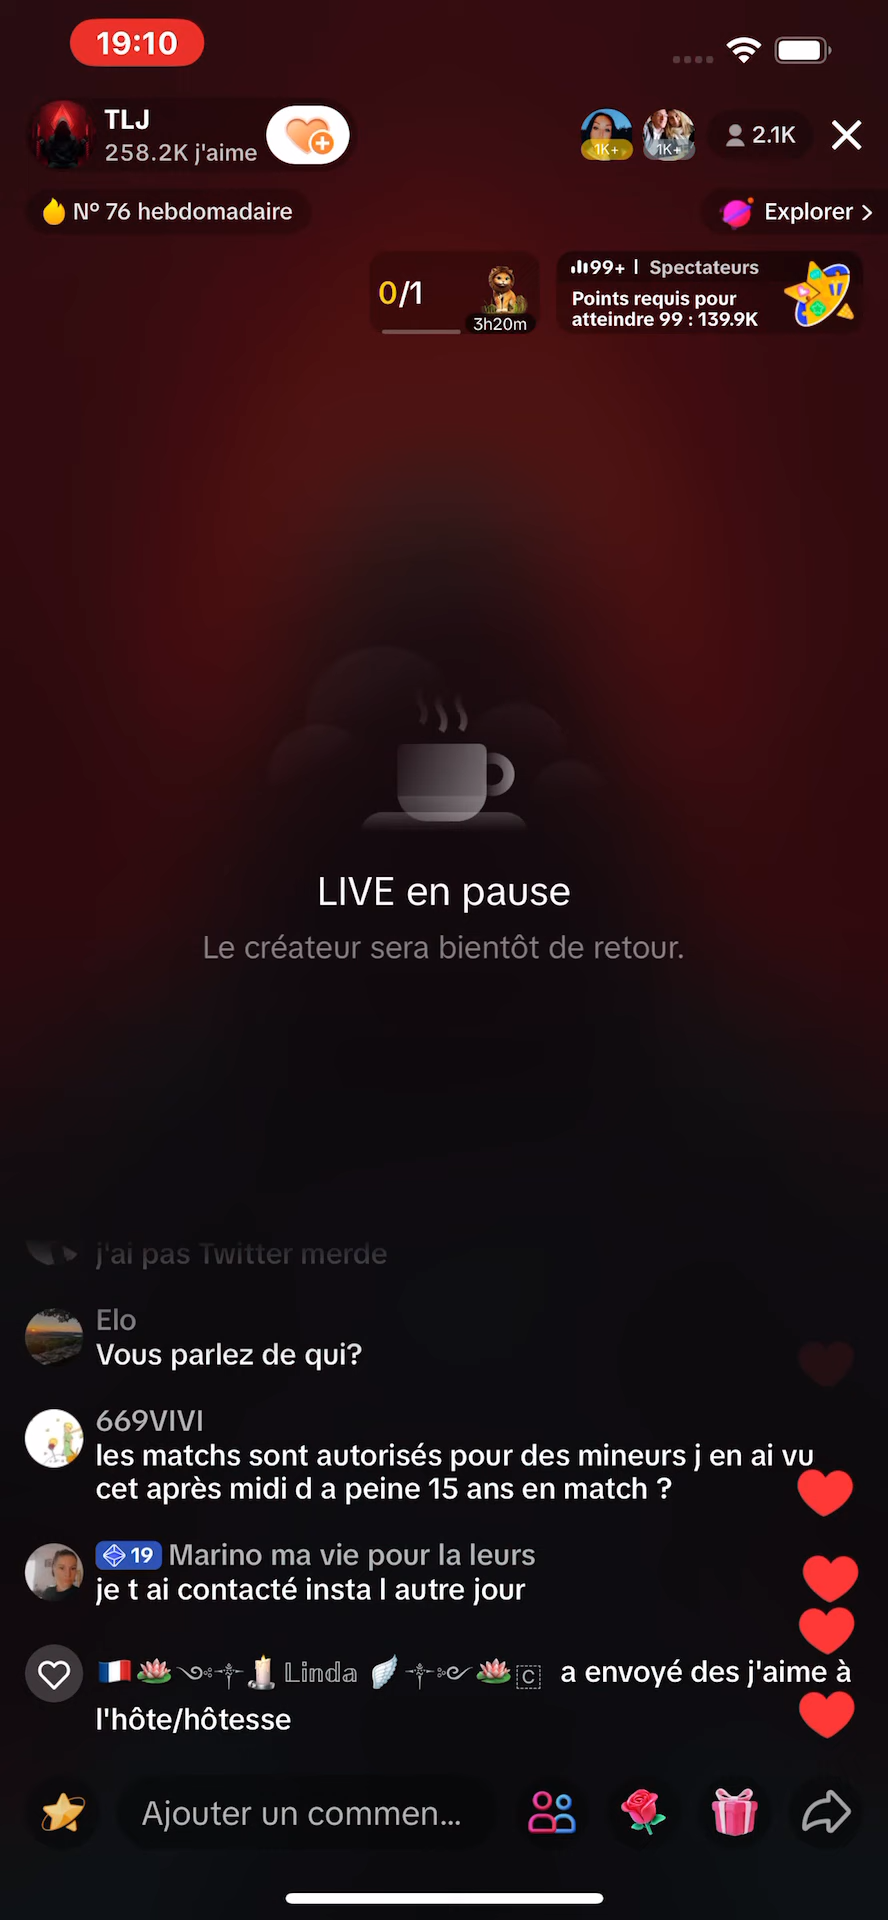 19:10
TLJ
258.2K j'aime
1K+
1K+
2.1K
N° 76 hebdomadaire
Explorer >
0/1
3h20m
99+ | Spectateurs
Points requis pour
atteindre 99 : 139.9K
LIVE en pause
Le créateur sera bientôt de retour.
j'ai pas Twitter merde
Elo
Vous parlez de qui?
669VIVI
les matchs sont autorisés pour des mineurs j en ai vu
cet après midi d a peine 15 ans en match ?
19 Marino ma vie pour la leurs
je t ai contacté insta l autre jour
🇫🇷🪷࿐༒🕯️𝕃𝕚𝕟𝕕𝕒 🪽༒࿐🪷🄲 a envoyé des j'aime à
l'hôte/hôtesse
Ajouter un commen...